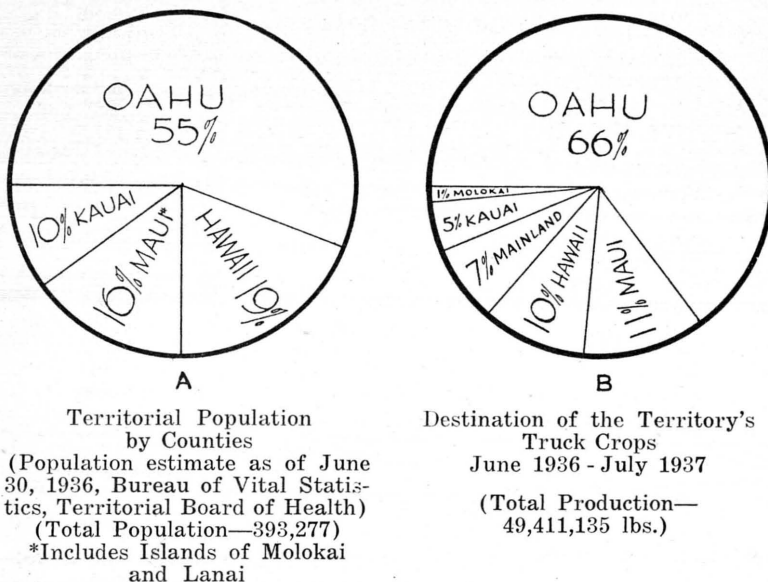 OAHU
55%
10% KAUAI
16% MAUI*
HAWAII 19%
A
Territorial Population
by Counties
(Population estimate as of June
30, 1936, Bureau of Vital Statis-
tics, Territorial Board of Health)
(Total Population—393,277)
*Includes Islands of Molokai
and Lanai
OAHU
66%
1% MOLOKAI
5% KAUAI
7% MAINLAND
10% HAWAII
11% MAUI
B
Destination of the Territory's
Truck Crops
June 1936 - July 1937
(Total Production—
49,411,135 lbs.)